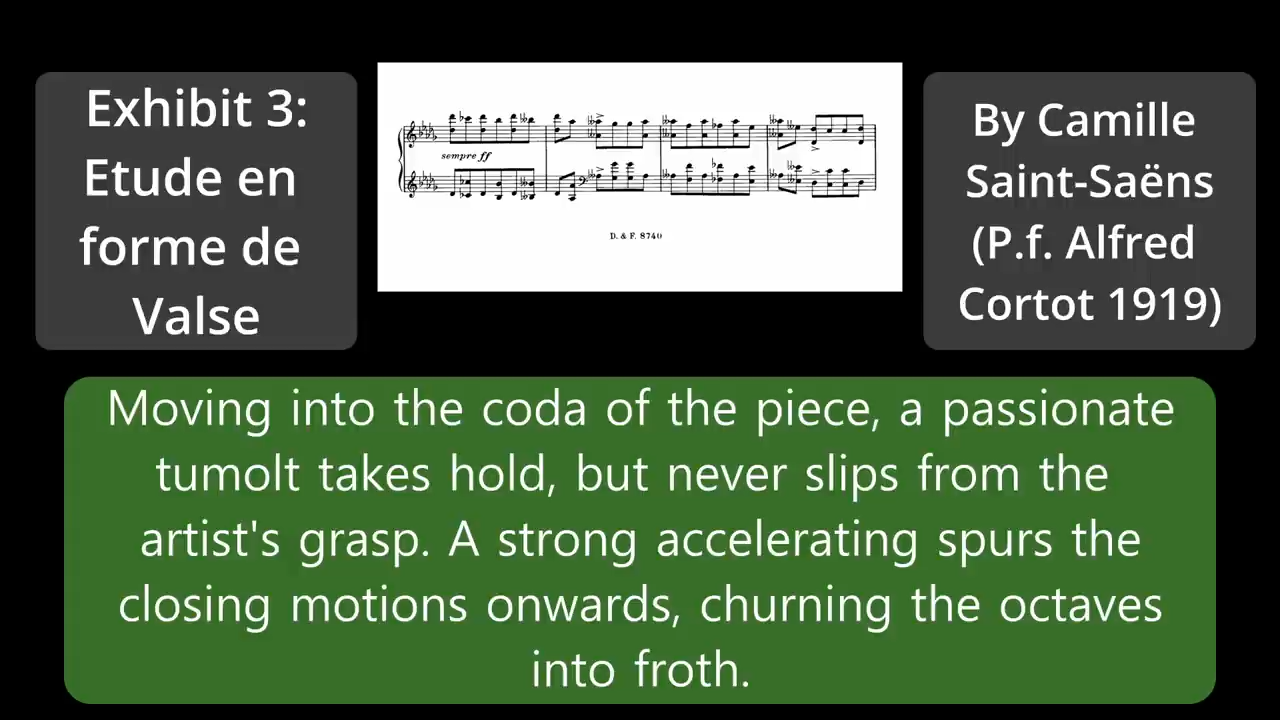 Exhibit 3:
Etude en
forme de
Valse
sempre ff
D. & F. 8740
By Camille
Saint-Saëns
(P.f. Alfred
Cortot 1919)
Moving into the coda of the piece, a passionate
tumolt takes hold, but never slips from the
artist's grasp. A strong accelerating spurs the
closing motions onwards, churning the octaves
into froth.